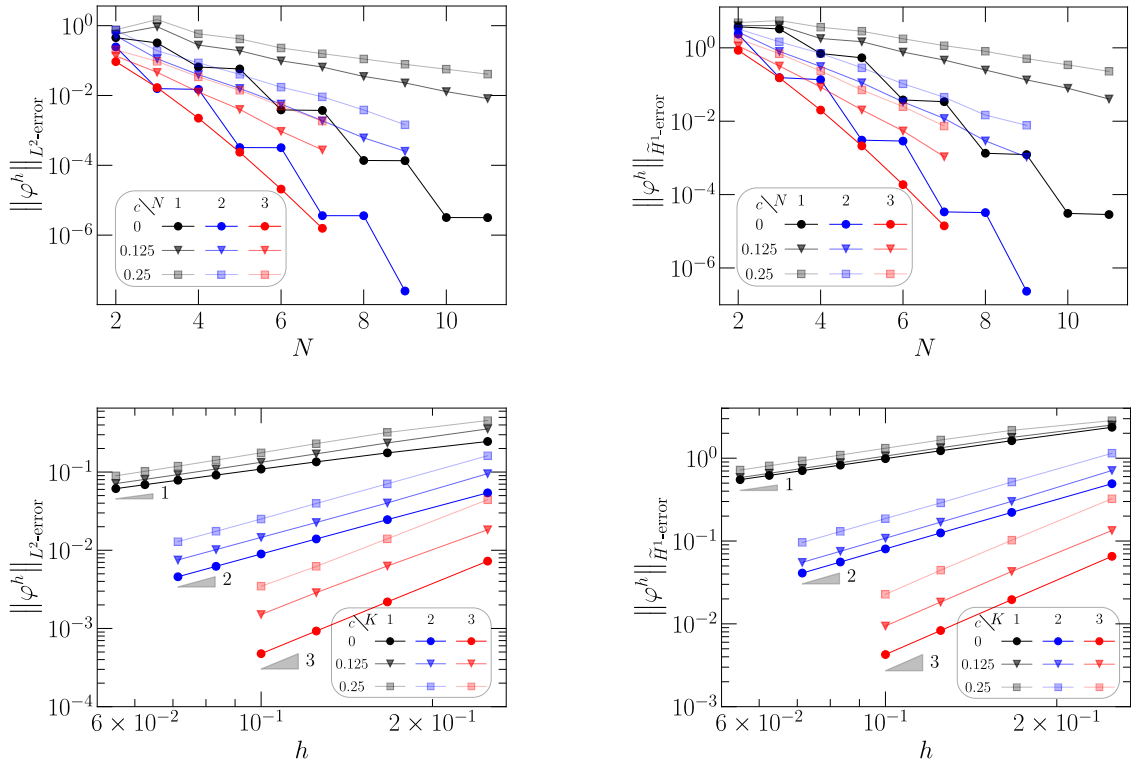 10^0
10^{-2}
10^{-4}
10^{-6}
||φ^h||_{L^2-error}
c \ N 1 2 3
0
0.125
0.25
2 4 6 8 10
N
10^0
10^{-2}
10^{-4}
10^{-6}
||φ^h||_{H̃^1-error}
c \ N 1 2 3
0
0.125
0.25
2 4 6 8 10
N
10^{-1}
10^{-2}
10^{-3}
10^{-4}
||φ^h||_{L^2-error}
1
2
3
c \ K 1 2 3
0
0.125
0.25
6 × 10^{-2} 10^{-1} 2 × 10^{-1}
h
10^0
10^{-1}
10^{-2}
10^{-3}
||φ^h||_{H̃^1-error}
1
2
3
c \ K 1 2 3
0
0.125
0.25
6 × 10^{-2} 10^{-1} 2 × 10^{-1}
h